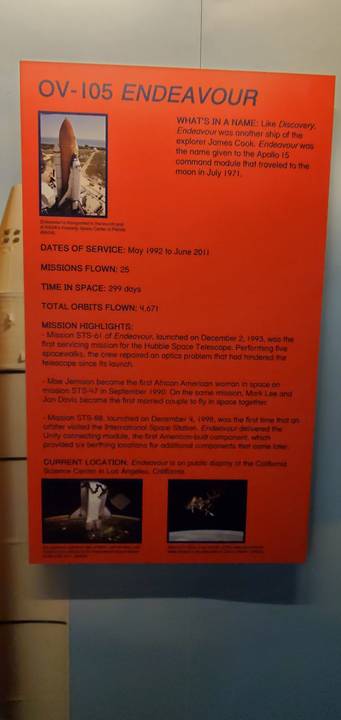 OV-105 ENDEAVOUR
WHAT'S IN A NAME: Like Discovery,
Endeavour was another ship of the
explorer James Cook. Endeavour was
the name given to the Apollo 15
command module that traveled to the
moon in July 1971.
DATES OF SERVICE: May 1992 to June 2011
MISSIONS FLOWN: 25
TIME IN SPACE: 299 days
TOTAL ORBITS FLOWN: 4,671
MISSION HIGHLIGHTS:
- Mission STS-61 of Endeavour, launched on December 2, 1993, was the
first servicing mission for the Hubble Space Telescope. Performing five
spacewalks, the crew repaired an optics problem that had hindered the
telescope since its launch.
- Mae Jemison became the first African American woman in space on
mission STS-47 in September 1990. On the same mission, Mark Lee and
Jan Davis became the first married couple to fly in space together.
- Mission STS-88, launched on December 4, 1998, was the first time that an
orbiter visited the International Space Station. Endeavour delivered the
Unity connecting module, the first American-built component, which
provided six berthing locations for additional components that came later.
CURRENT LOCATION: Endeavour is on public display at the California
Science Center in Los Angeles, California.